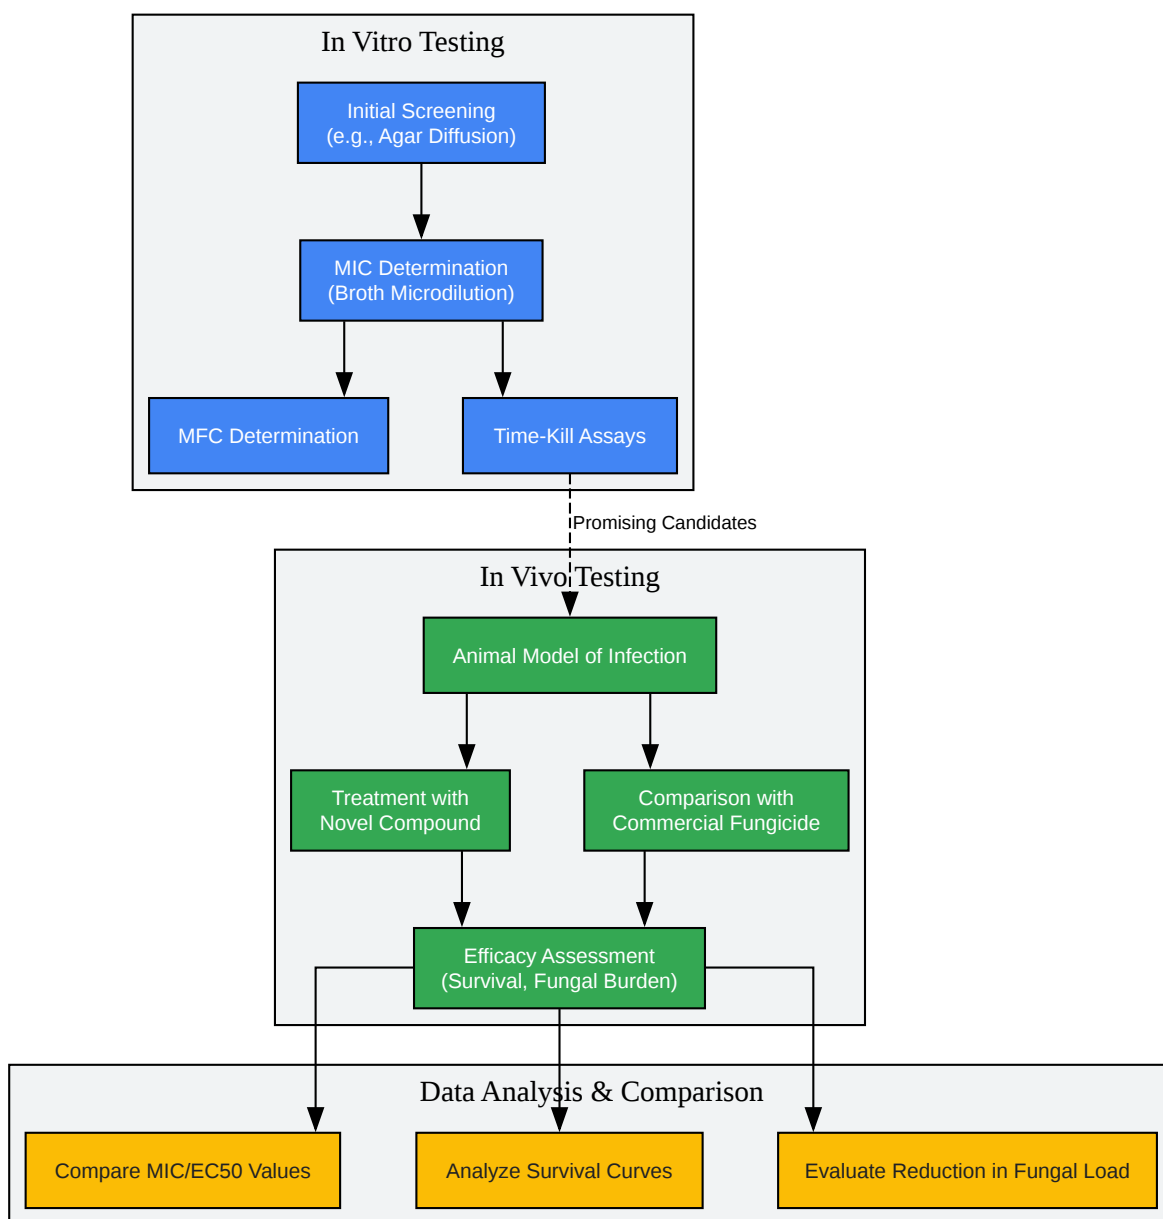 In Vitro Testing
Initial Screening
(e.g., Agar Diffusion)
MIC Determination
(Broth Microdilution)
MFC Determination
Time-Kill Assays
Promising Candidates
In Vivo Testing
Animal Model of Infection
Treatment with
Novel Compound
Comparison with
Commercial Fungicide
Efficacy Assessment
(Survival, Fungal Burden)
Data Analysis & Comparison
Compare MIC/EC50 Values
Analyze Survival Curves
Evaluate Reduction in Fungal Load